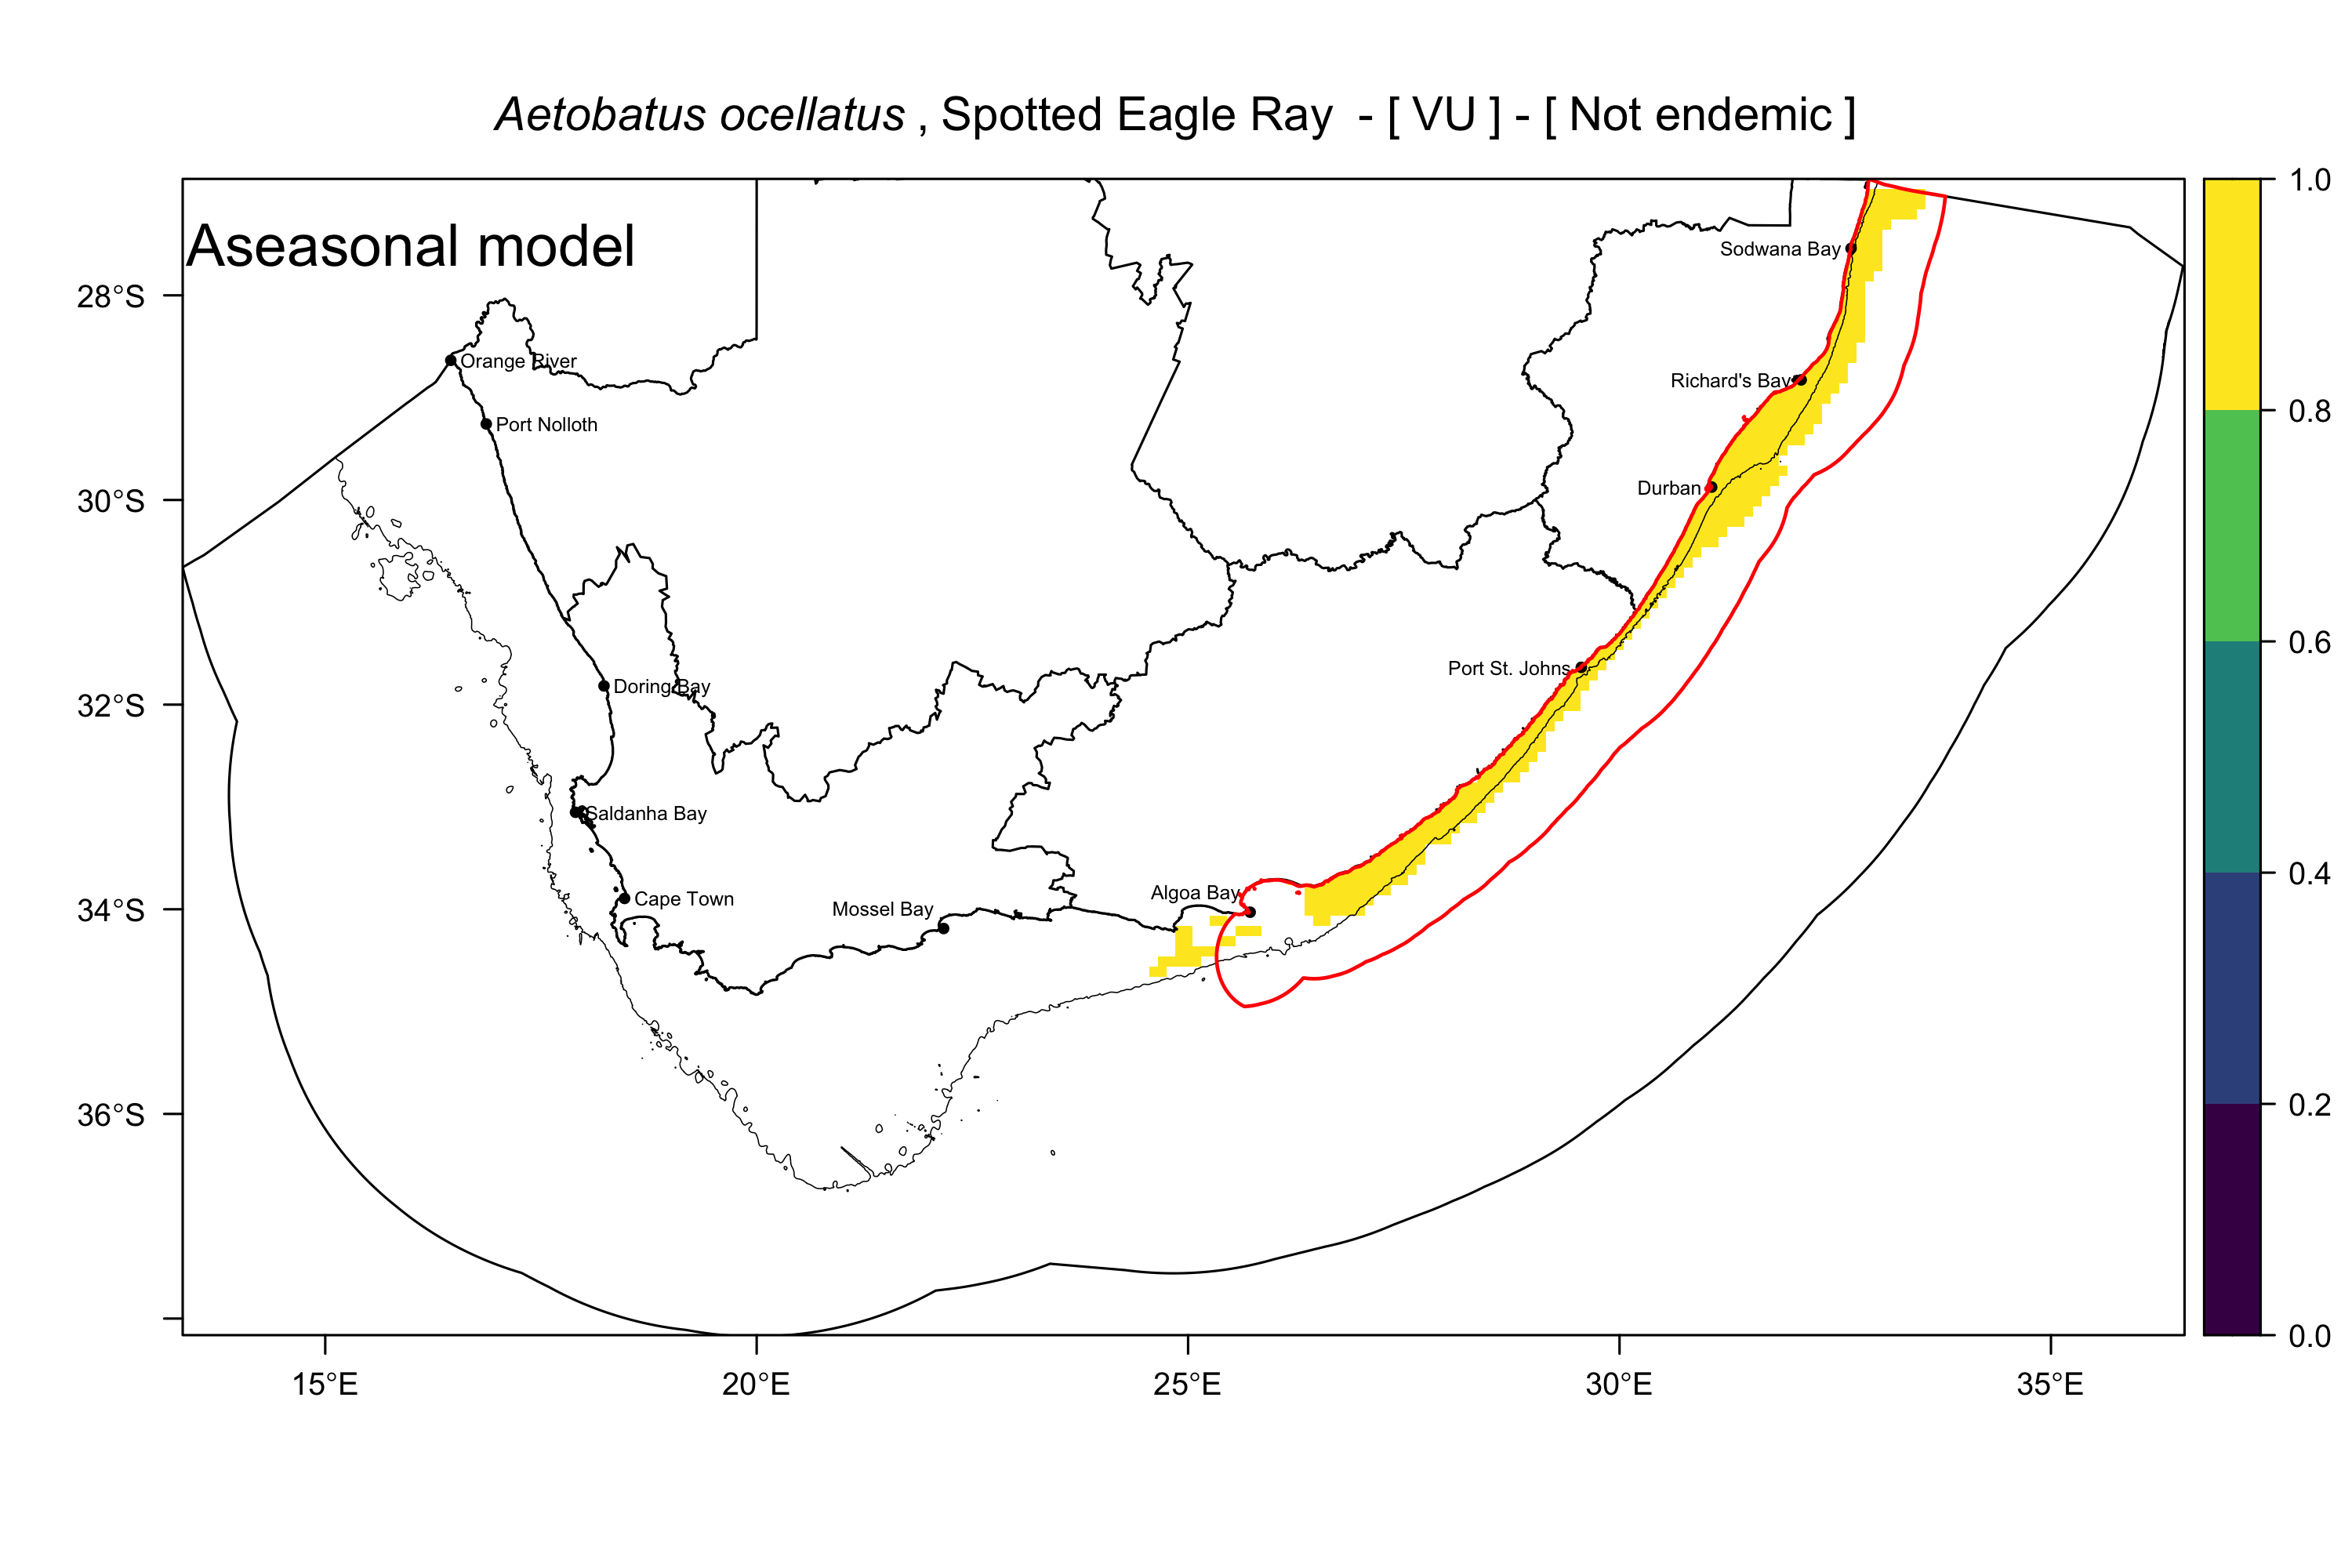 Aetobatus ocellatus , Spotted Eagle Ray - [ VU ] - [ Not endemic ]
Aseasonal model
1.0
0.8
0.6
0.4
0.2
0.0
28°S
30°S
32°S
34°S
36°S
Sodwana Bay
Orange River
Richard's Bay
Port Nolloth
Durban
Port St. Johns
Doring Bay
Saldanha Bay
Algoa Bay
Cape Town
Mossel Bay
15°E
20°E
25°E
30°E
35°E